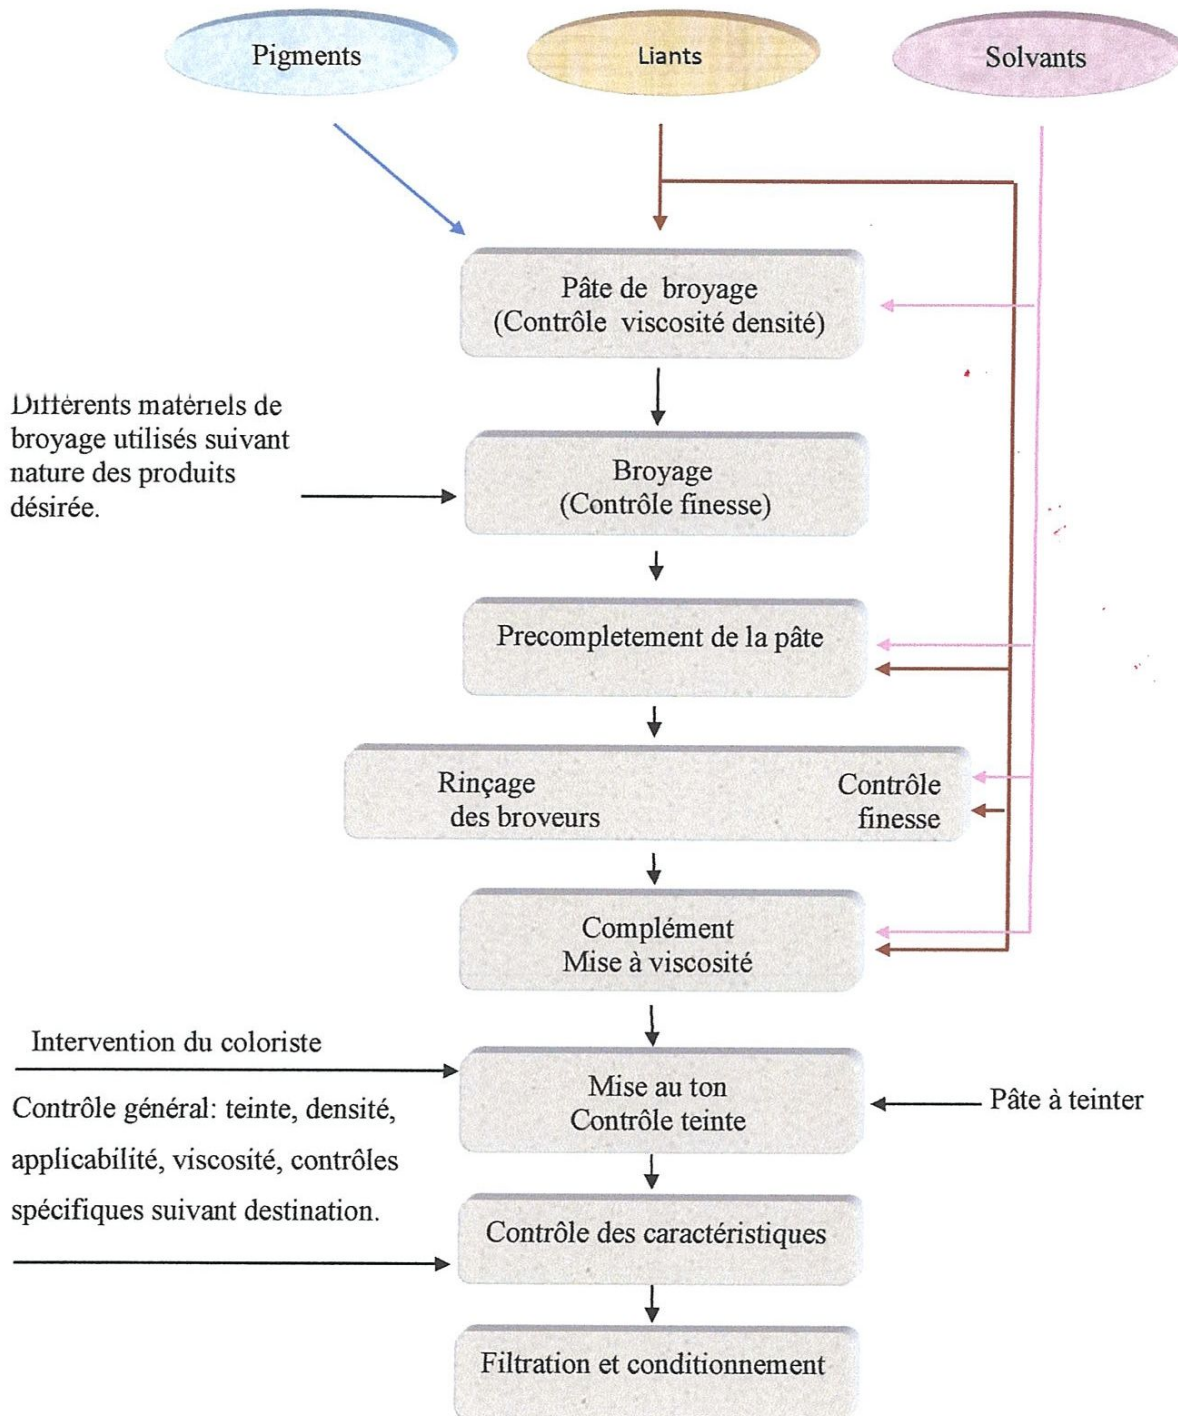 Pigments
Liants
Solvants
Pâte de broyage
(Contrôle viscosité densité)
Différents matériels de
broyage utilisés suivant
nature des produits
désirée.
Broyage
(Contrôle finesse)
Precompletement de la pâte
Rinçage
des broveurs
Contrôle
finesse
Complément
Mise à viscosité
Intervention du coloriste
Mise au ton
Contrôle teinte
Pâte à teinter
Contrôle général: teinte, densité,
applicabilité, viscosité, contrôles
spécifiques suivant destination.
Contrôle des caractéristiques
Filtration et conditionnement